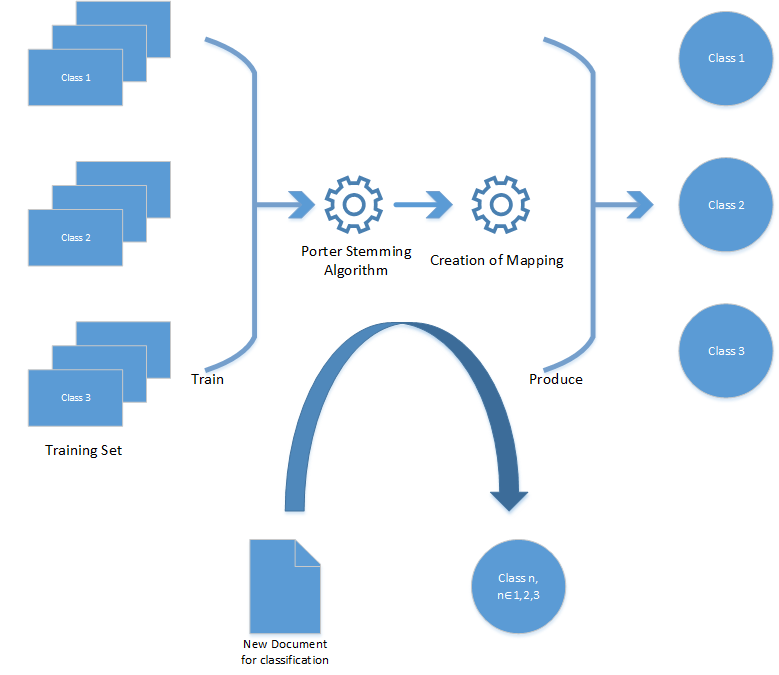 Class 1
Class 1
Class 2
Class 2
Porter Stemming
Algorithm
Creation of Mapping
Class 3
Class 3
Train
Produce
Training Set
Class n,
n∈1,2,3
New Document
for classification